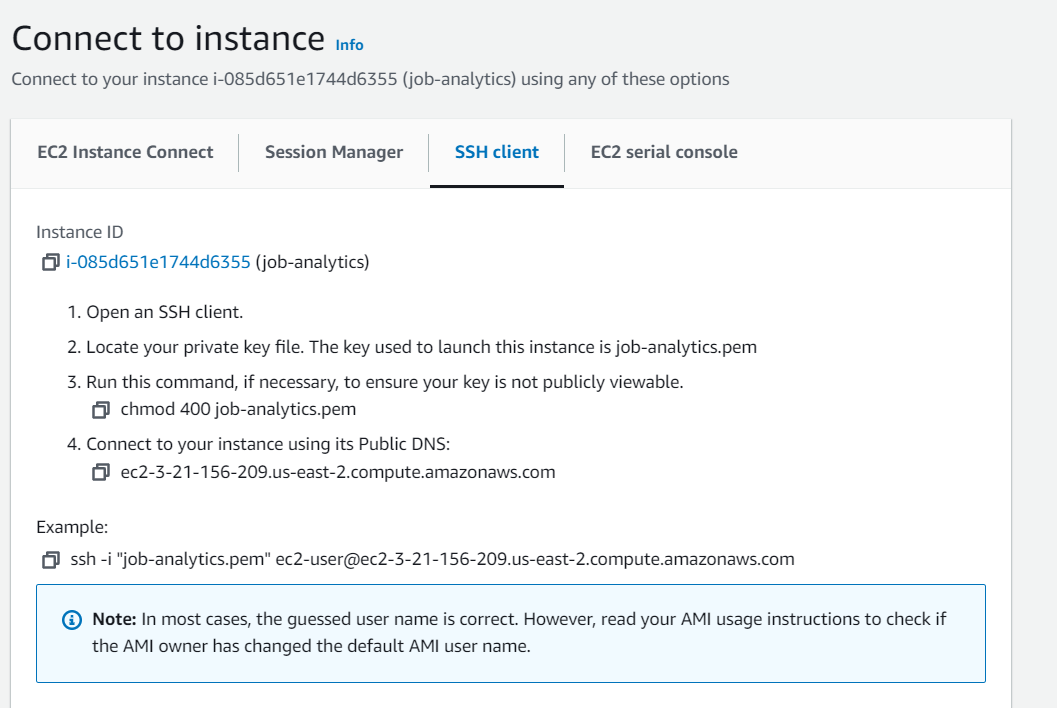 Connect to instance Info
Connect to your instance i-085d651e1744d6355 (job-analytics) using any of these options
EC2 Instance Connect
Session Manager
SSH client
EC2 serial console
Instance ID
i-085d651e1744d6355 (job-analytics)
1. Open an SSH client.
2. Locate your private key file. The key used to launch this instance is job-analytics.pem
3. Run this command, if necessary, to ensure your key is not publicly viewable.
chmod 400 job-analytics.pem
4. Connect to your instance using its Public DNS:
ec2-3-21-156-209.us-east-2.compute.amazonaws.com
Example:
ssh -i "job-analytics.pem" ec2-user@ec2-3-21-156-209.us-east-2.compute.amazonaws.com
Note: In most cases, the guessed user name is correct. However, read your AMI usage instructions to check if
the AMI owner has changed the default AMI user name.